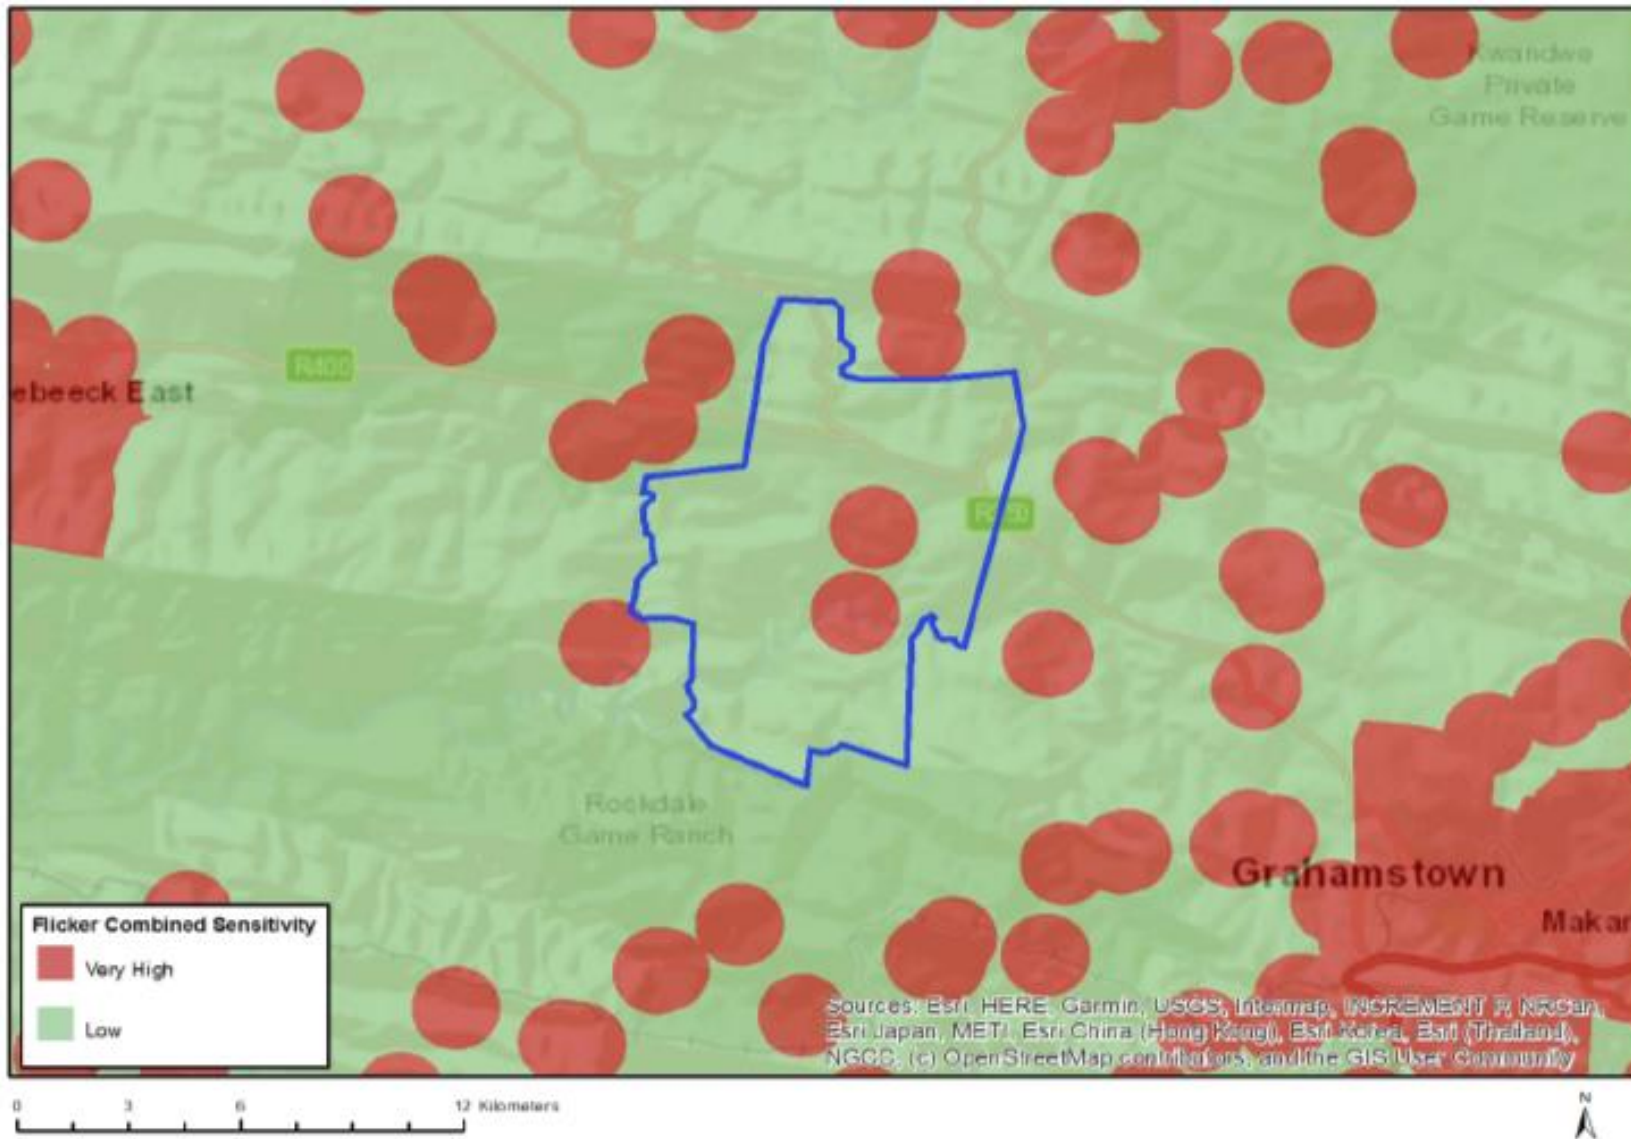 Kwandwe
Private
Game Reserve
R400
ebeeck East
Rockdale
Game Ranch
Grahamstown
Makan
Flicker Combined Sensitivity
Very High
Low
Sources: Esri, HERE, Garmin, USGS, Intermap, INCREMENT P, NRCan,
Esri Japan, METI, Esri China (Hong Kong), Esri Korea, Esri (Thailand),
NGCC, (c) OpenStreetMap contributors, and the GIS User Community
0 3 6 12 Kilometers
N